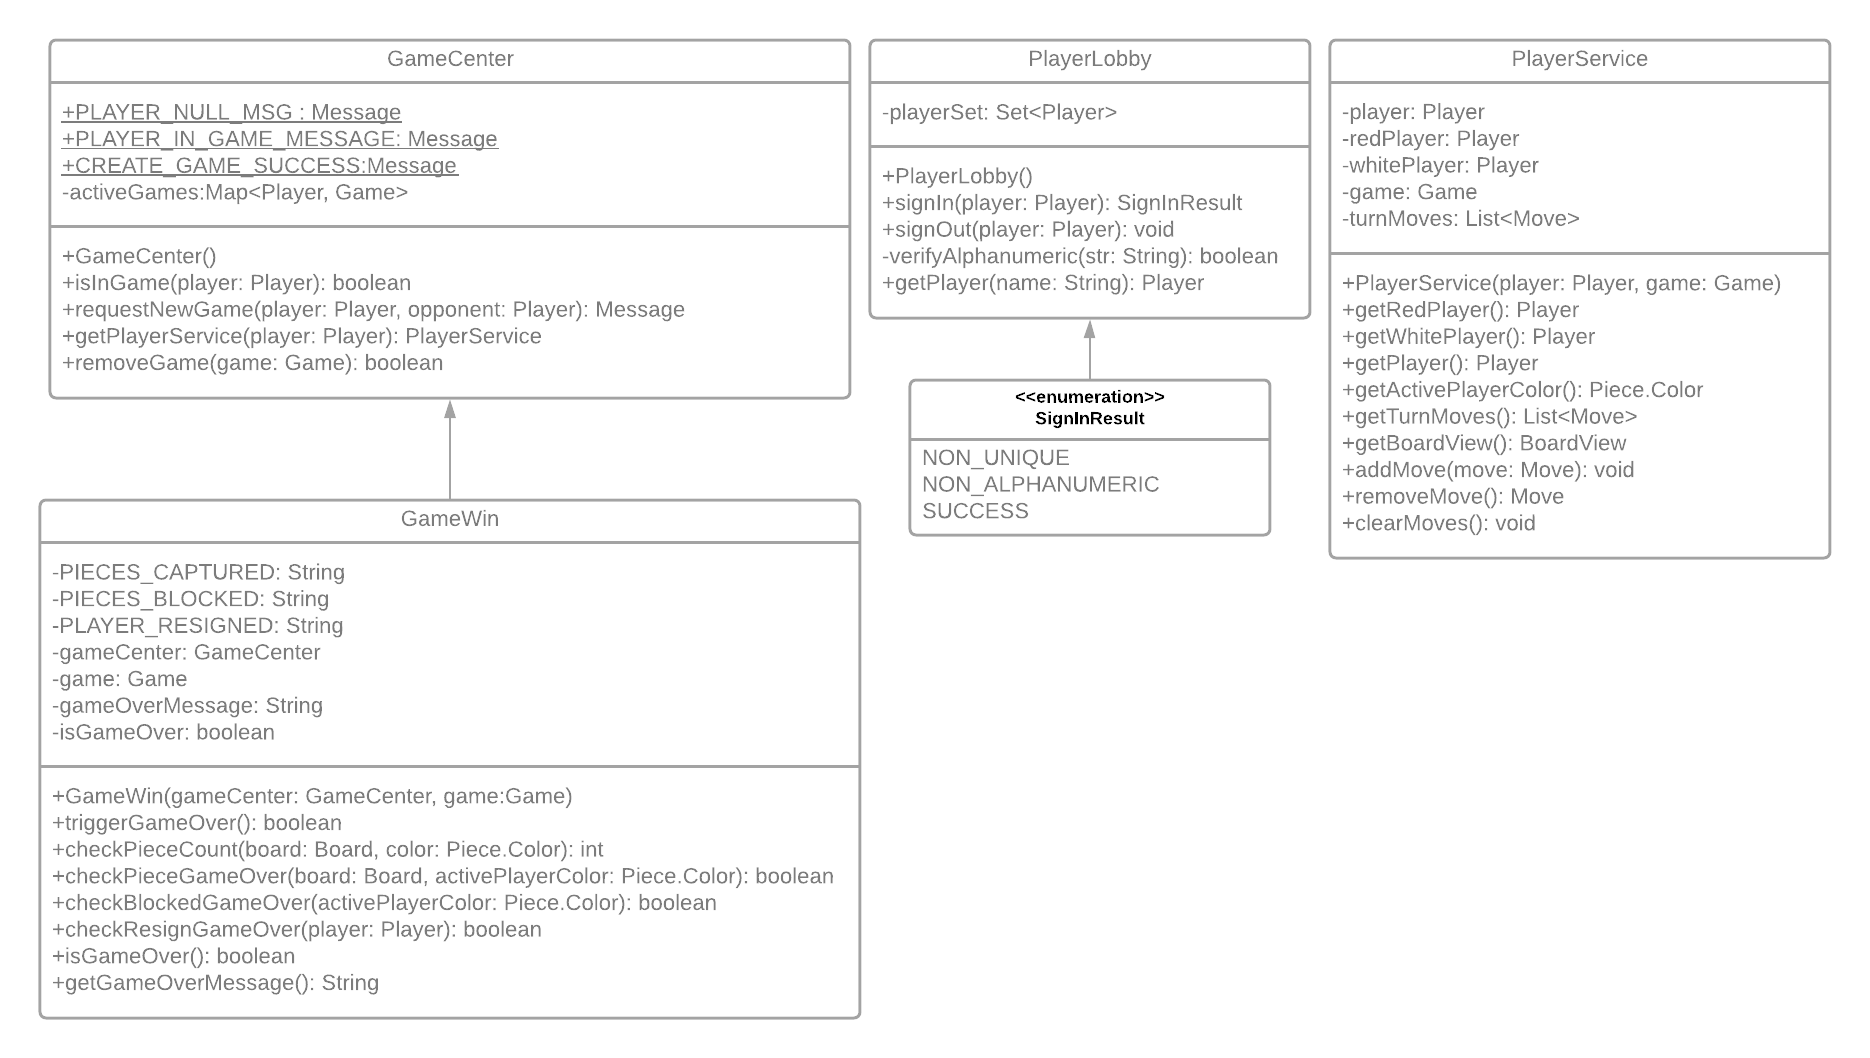 GameCenter
+PLAYER_NULL_MSG : Message
+PLAYER_IN_GAME_MESSAGE: Message
+CREATE_GAME_SUCCESS:Message
-activeGames:Map<Player, Game>
+GameCenter()
+isInGame(player: Player): boolean
+requestNewGame(player: Player, opponent: Player): Message
+getPlayerService(player: Player): PlayerService
+removeGame(game: Game): boolean
PlayerLobby
-playerSet: Set<Player>
+PlayerLobby()
+signIn(player: Player): SignInResult
+signOut(player: Player): void
-verifyAlphanumeric(str: String): boolean
+getPlayer(name: String): Player
<<enumeration>>
SignInResult
NON_UNIQUE
NON_ALPHANUMERIC
SUCCESS
PlayerService
-player: Player
-redPlayer: Player
-whitePlayer: Player
-game: Game
-turnMoves: List<Move>
+PlayerService(player: Player, game: Game)
+getRedPlayer(): Player
+getWhitePlayer(): Player
+getPlayer(): Player
+getActivePlayerColor(): Piece.Color
+getTurnMoves(): List<Move>
+getBoardView(): BoardView
+addMove(move: Move): void
+removeMove(): Move
+clearMoves(): void
GameWin
-PIECES_CAPTURED: String
-PIECES_BLOCKED: String
-PLAYER_RESIGNED: String
-gameCenter: GameCenter
-game: Game
-gameOverMessage: String
-isGameOver: boolean
+GameWin(gameCenter: GameCenter, game:Game)
+triggerGameOver(): boolean
+checkPieceCount(board: Board, color: Piece.Color): int
+checkPieceGameOver(board: Board, activePlayerColor: Piece.Color): boolean
+checkBlockedGameOver(activePlayerColor: Piece.Color): boolean
+checkResignGameOver(player: Player): boolean
+isGameOver(): boolean
+getGameOverMessage(): String